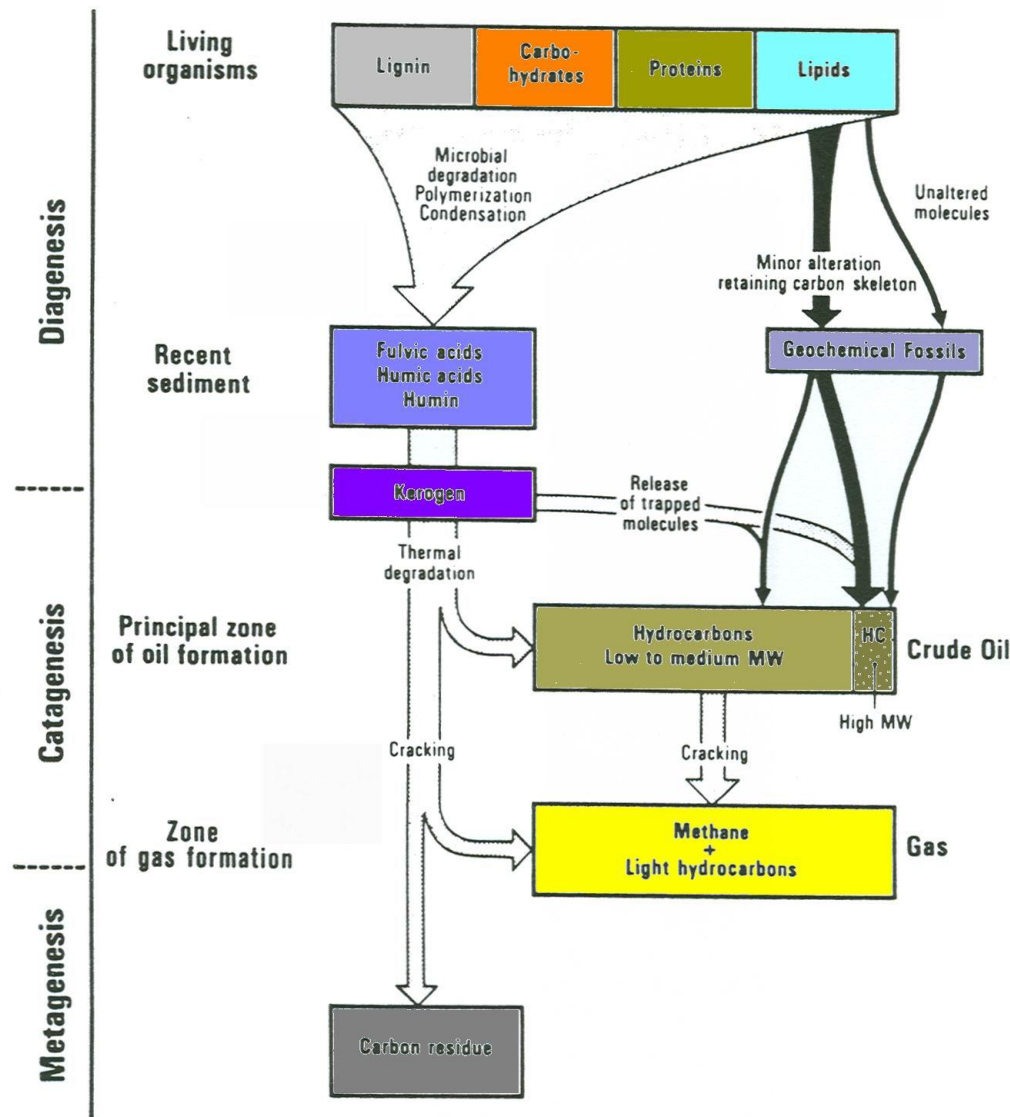 Living
organisms
Lignin
Carbo-
hydrates
Proteins
Lipids
Microbial
degradation
Polymerization
Condensation
Unaltered
molecules
Minor alteration
retaining carbon skeleton
Diagenesis
Recent
sediment
Fulvic acids
Humic acids
Humin
Geochemical Fossils
Kerogen
Release
of trapped
molecules
Thermal
degradation
Catagenesis
Principal zone
of oil formation
Hydrocarbons
Low to medium MW
HC
Crude Oil
High MW
Cracking
Cracking
Zone
of gas formation
Methane
+
Light hydrocarbons
Gas
Metagenesis
Carbon residue